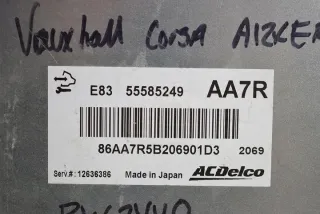 Vauxhall Corsa A12XER
E83 55585249 AA7R
86AA7R5B206901D3 2069
Serv.#: 12636386 Made in Japan ACDelco